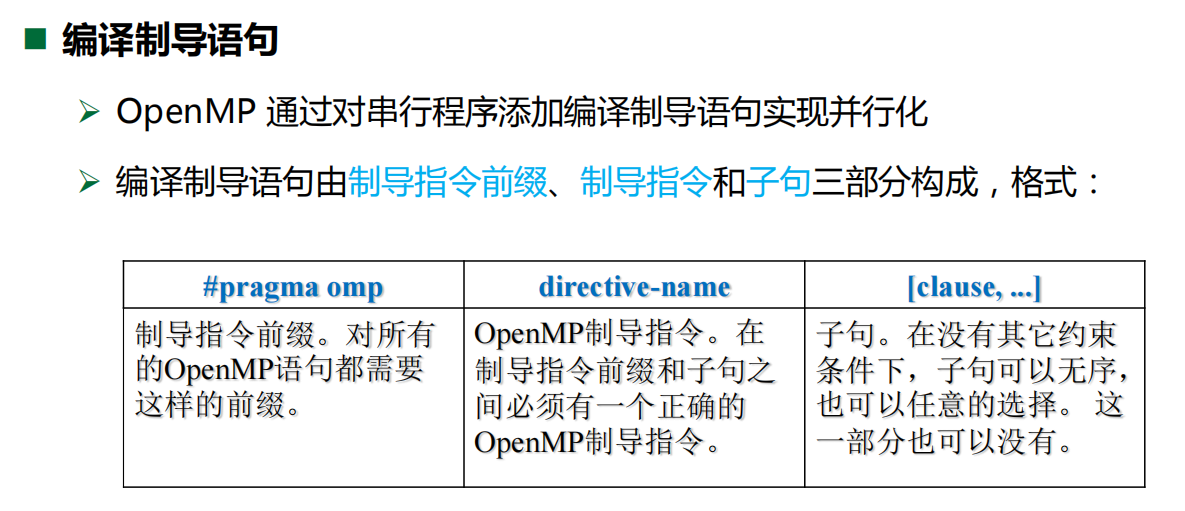 编译制导语句
OpenMP 通过对串行程序添加编译制导语句实现并行化
编译制导语句由制导指令前缀、制导指令和子句三部分构成，格式：
#pragma omp
directive-name
[clause, ...]
制导指令前缀。对所有
的OpenMP语句都需要
这样的前缀。
OpenMP制导指令。在
制导指令前缀和子句之
间必须有一个正确的
OpenMP制导指令。
子句。在没有其它约束
条件下，子句可以无序，
也可以任意的选择。 这
一部分也可以没有。